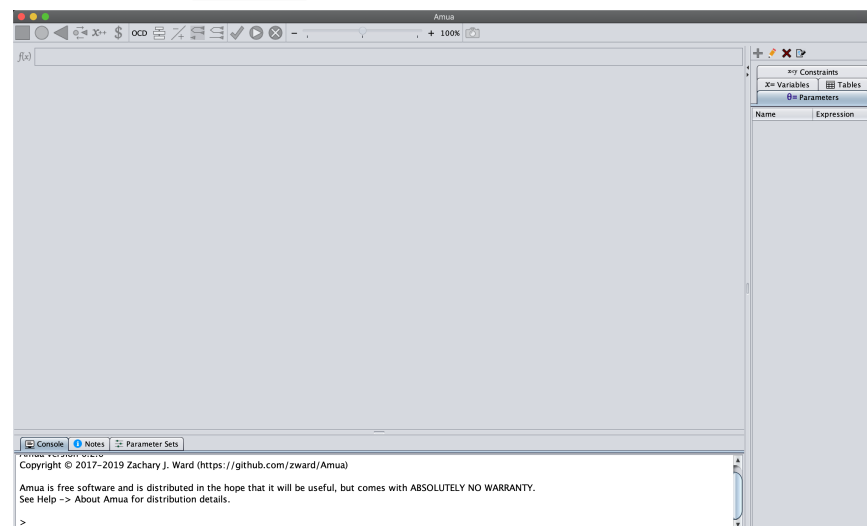 Amua
OCD
100%
f(x)
Constraints
Variables
Tables
θ= Parameters
Name Expression
Console Notes Parameter Sets
Copyright © 2017-2019 Zachary J. Ward (https://github.com/zward/Amua)
Amua is free software and is distributed in the hope that it will be useful, but comes with ABSOLUTELY NO WARRANTY.
See Help -> About Amua for distribution details.
>